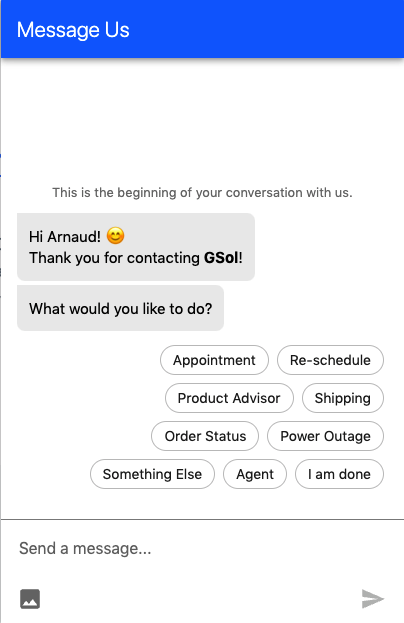 Message Us
This is the beginning of your conversation with us.
Hi Arnaud! 😊
Thank you for contacting GSol!
What would you like to do?
Appointment
Re-schedule
Product Advisor
Shipping
Order Status
Power Outage
Something Else
Agent
I am done
Send a message...